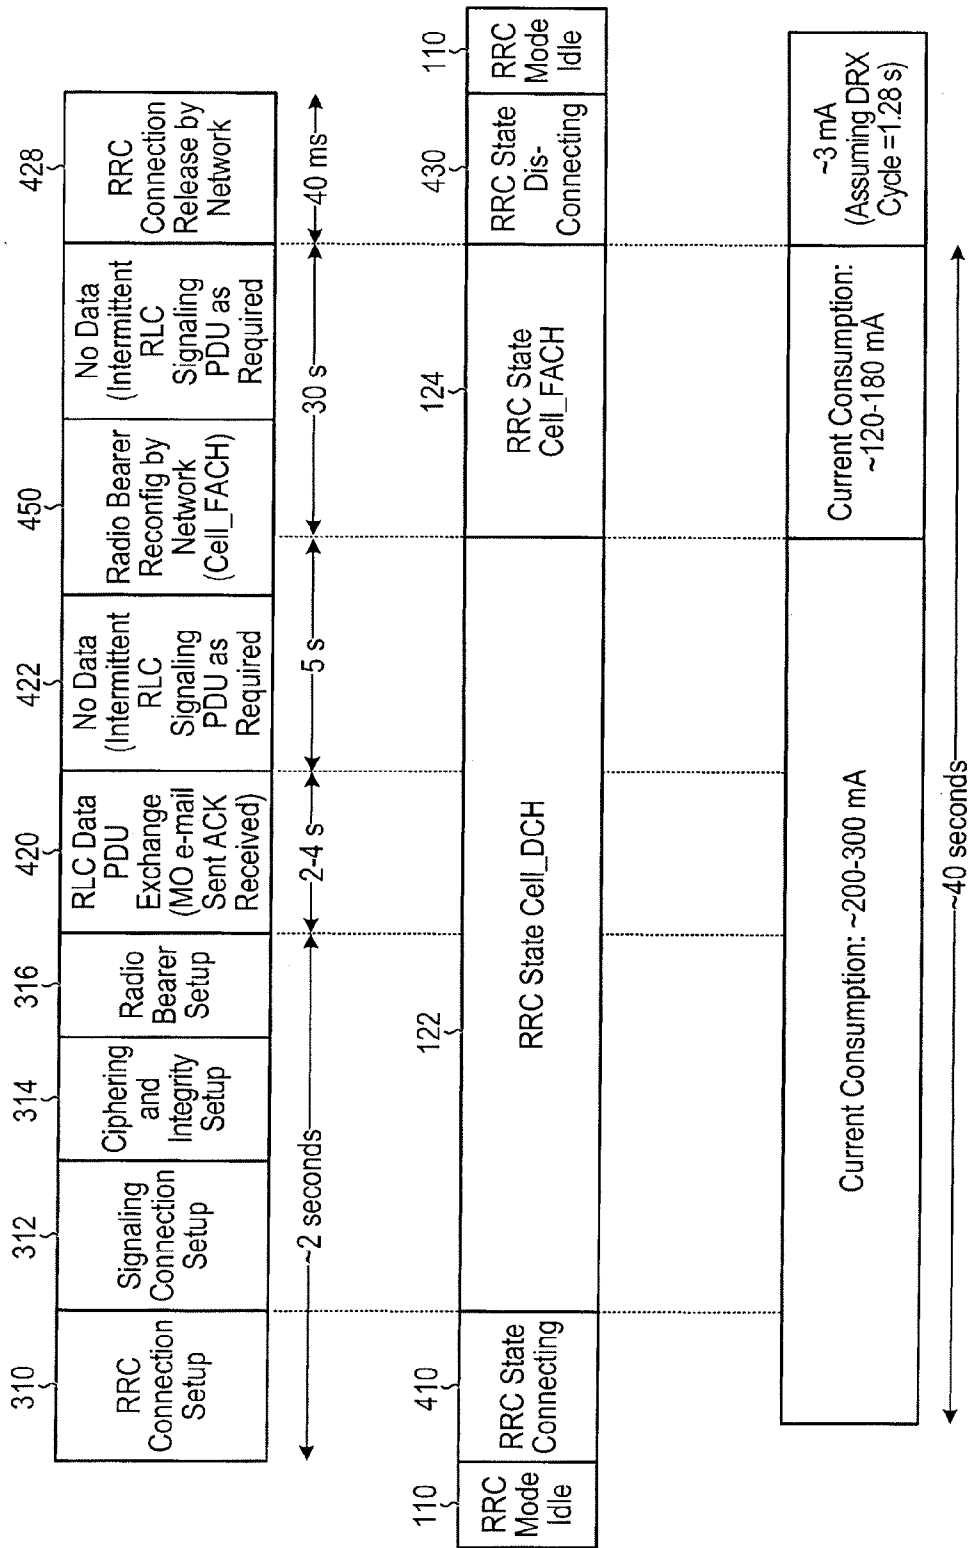 310
RRC
Connection
Setup
312
Signaling
Connection
Setup
314
Ciphering
and
Integrity
Setup
316
Radio
Bearer
Setup
420
RLC Data
PDU
Exchange
(MO e-mail
Sent ACK
Received)
422
No Data
(Intermittent
RLC
Signaling
PDU as
Required
450
Radio Bearer
Reconfig by
Network
(Cell_FACH)
No Data
(Intermittent
RLC
Signaling
PDU as
Required
428
RRC
Connection
Release by
Network
~2 seconds
2-4 s
5 s
30 s
40 ms
110
RRC
Mode
Idle
410
RRC State
Connecting
122
RRC State Cell_DCH
124
RRC State
Cell_FACH
430
RRC State
Dis-
Connecting
110
RRC
Mode
Idle
Current Consumption: ~200-300 mA
Current Consumption:
~120-180 mA
~3 mA
(Assuming DRX
Cycle =1.28 s)
~40 seconds